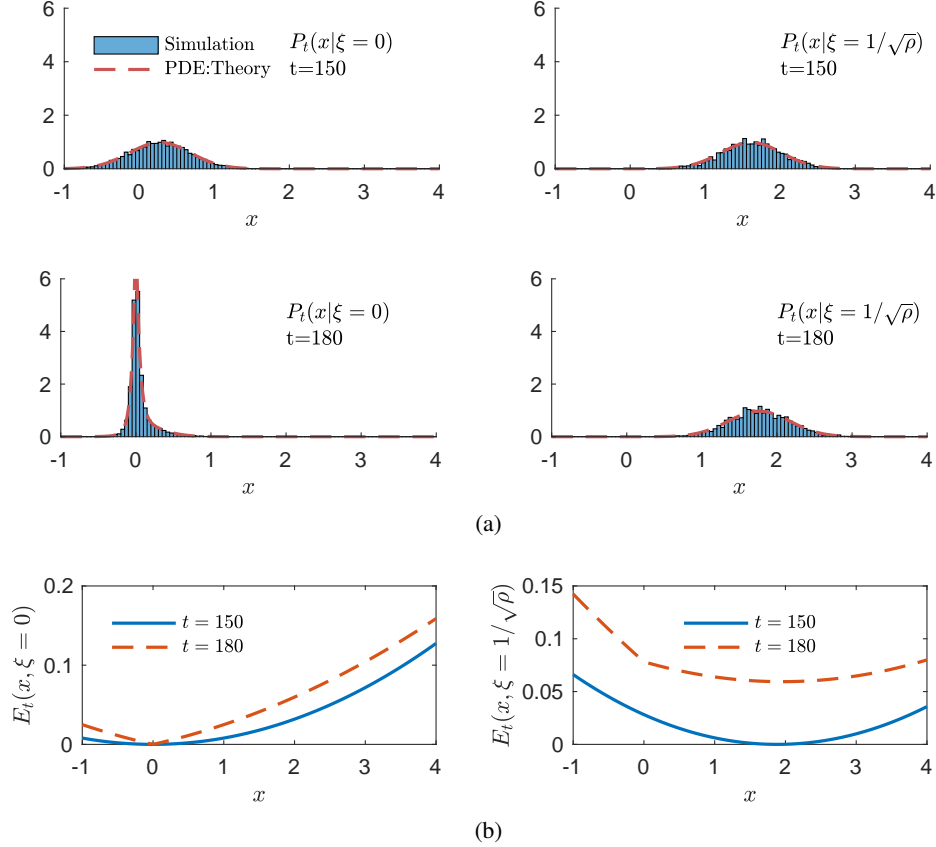 6
4
2
0
Simulation
PDE:Theory
P_t(x|ξ = 0)
t=150
-1 0 1 2 3 4
x
6
4
2
0
P_t(x|ξ = 1/√ρ)
t=150
-1 0 1 2 3 4
x
6
4
2
0
P_t(x|ξ = 0)
t=180
-1 0 1 2 3 4
x
6
4
2
0
P_t(x|ξ = 1/√ρ)
t=180
-1 0 1 2 3 4
x
(a)
E_t(x, ξ = 0)
0.2
0.1
0
t = 150
t = 180
-1 0 1 2 3 4
x
E_t(x, ξ = 1/√ρ)
0.15
0.1
0.05
0
t = 150
t = 180
-1 0 1 2 3 4
x
(b)